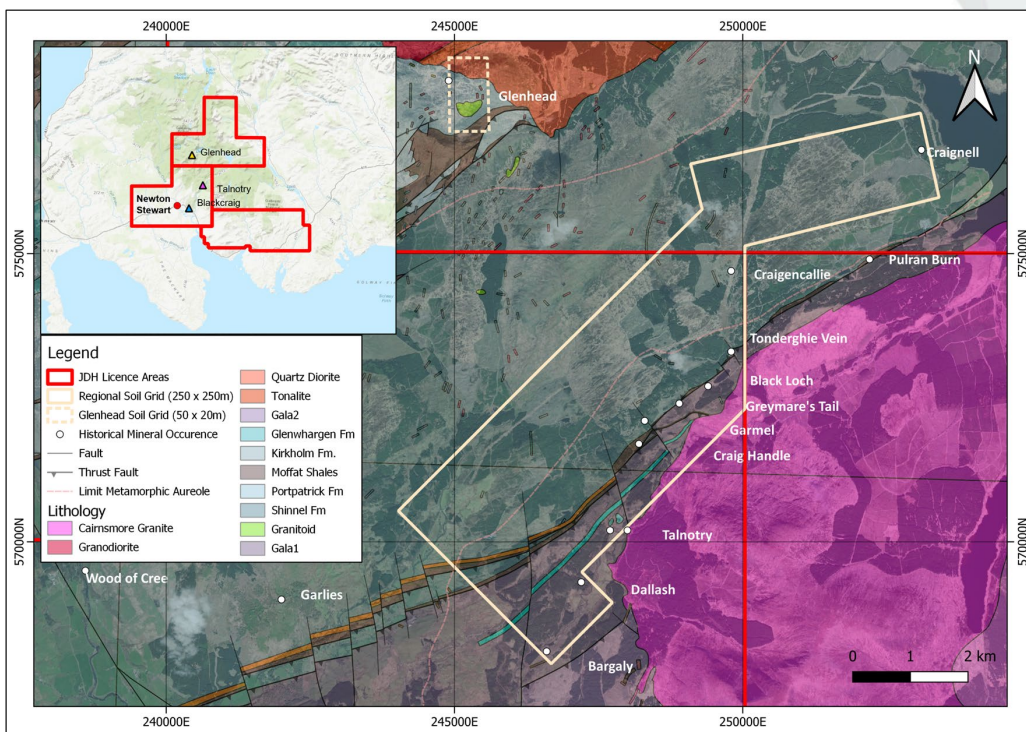 240000E
245000E
250000E
N
Glenhead
Craignell
575000N
575000N
Pulran Burn
Craigencallie
Tonderghie Vein
Black Loch
Greymare's Tail
Garmel
Craig Handle
570000N
570000N
Talnotry
Wood of Cree
Garlies
Dallash
Bargaly
0 1 2 km
240000E
245000E
250000E
Glenhead
Talnotry
Newton
Stewart
Blackcraig
Legend
JDH Licence Areas
Regional Soil Grid (250 x 250m)
Glenhead Soil Grid (50 x 20m)
Historical Mineral Occurence
Fault
Thrust Fault
Limit Metamorphic Aureole
Lithology
Cairnsmore Granite
Granodiorite
Quartz Diorite
Tonalite
Gala2
Glenwhargen Fm
Kirkholm Fm.
Moffat Shales
Portpatrick Fm
Shinnel Fm
Granitoid
Gala1